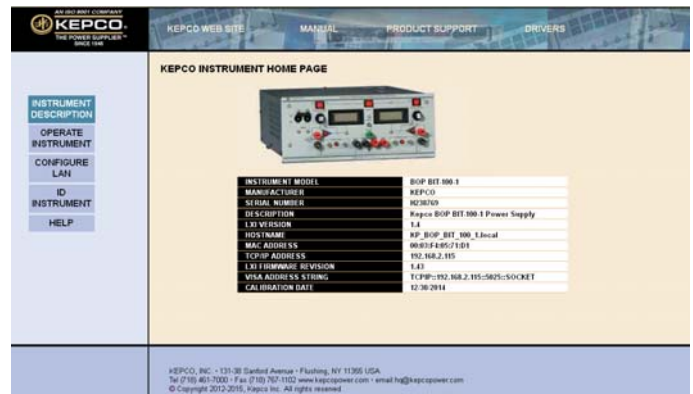 AN ISO 9001 COMPANY
KEPCO®
THE POWER SUPPLIER™
SINCE 1946
KEPCO WEB SITE
MANUAL
PRODUCT SUPPORT
DRIVERS
KEPCO INSTRUMENT HOME PAGE
INSTRUMENT
DESCRIPTION
OPERATE
INSTRUMENT
CONFIGURE
LAN
ID
INSTRUMENT
HELP
INSTRUMENT MODEL BOP BIT-100-1
MANUFACTURER KEPCO
SERIAL NUMBER H238769
DESCRIPTION Kepco BOP BIT-100-1 Power Supply
LXI VERSION 1.4
HOSTNAME KP_BOP_BIT_100_1.local
MAC ADDRESS 00:03:F4:05:71:D1
TCP/IP ADDRESS 192.168.2.115
LXI FIRMWARE REVISION 1.43
VISA ADDRESS STRING TCPIP::192.168.2.115::5025::SOCKET
CALIBRATION DATE 12/30/2014
KEPCO, INC. • 131-38 Sanford Avenue • Flushing, NY 11355 USA
Tel (718) 461-7000 • Fax (718) 767-1102 www.kepcopower.com • email:hq@kepcopower.com
© Copyright 2012-2015, Kepco Inc. All rights reserved